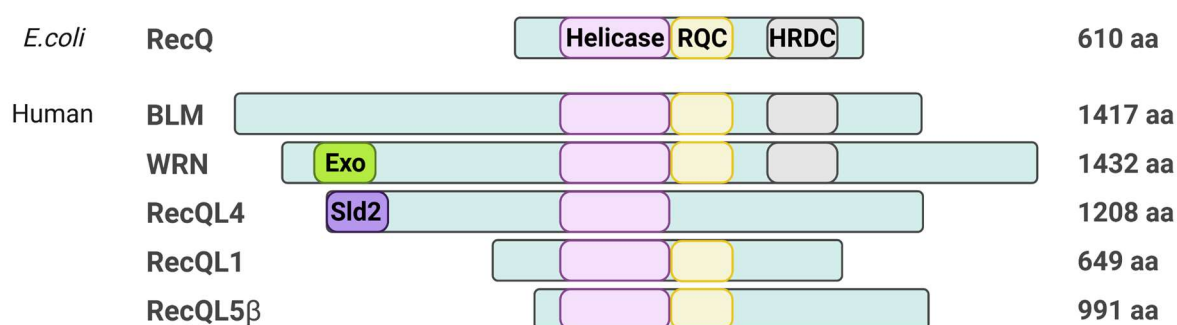 E.coli RecQ Helicase RQC HRDC 610 aa
Human BLM 1417 aa
WRN Exo 1432 aa
RecQL4 Sld2 1208 aa
RecQL1 649 aa
RecQL5β 991 aa